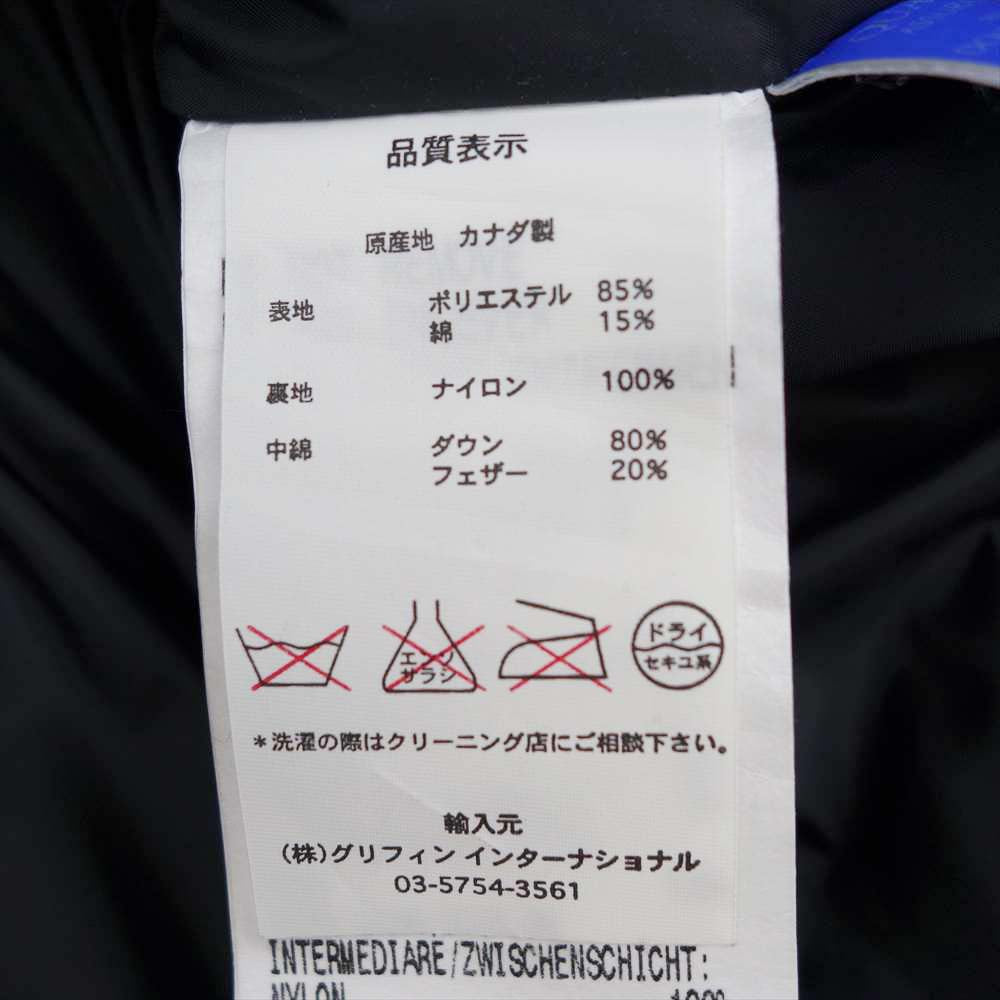 品質表示
原産地 カナダ製
表地 ポリエステル 85%
綿 15%
裏地 ナイロン 100%
中綿 ダウン 80%
フェザー 20%
エンソ
サラシ
ドライ
セキユ系
*洗濯の際はクリーニング店にご相談下さい。
輸入元
(株)グリフィン インターナショナル
03-5754-3561
INTERMEDIARE/ZWISCHENSCHICHT:
NYLON